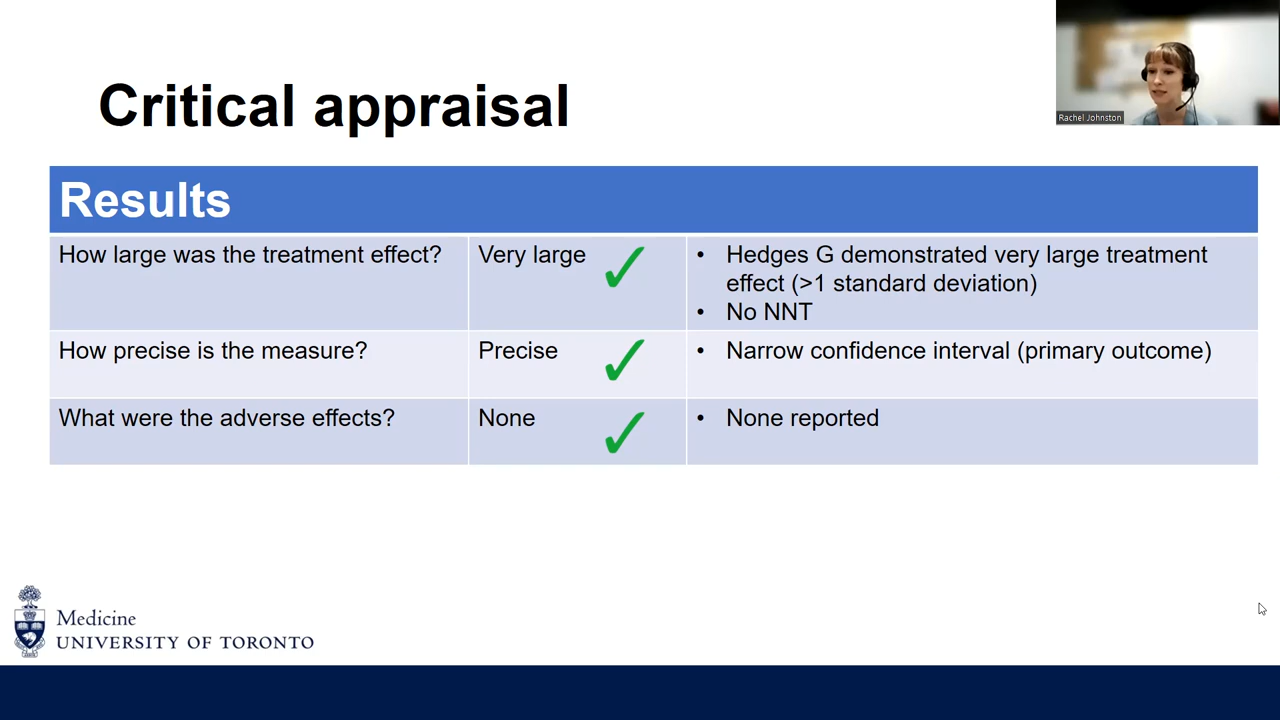 Critical appraisal
Rachel Johnston
Results
How large was the treatment effect?
Very large
• Hedges G demonstrated very large treatment
effect (>1 standard deviation)
• No NNT
How precise is the measure?
Precise
• Narrow confidence interval (primary outcome)
What were the adverse effects?
None
• None reported
Medicine
UNIVERSITY OF TORONTO